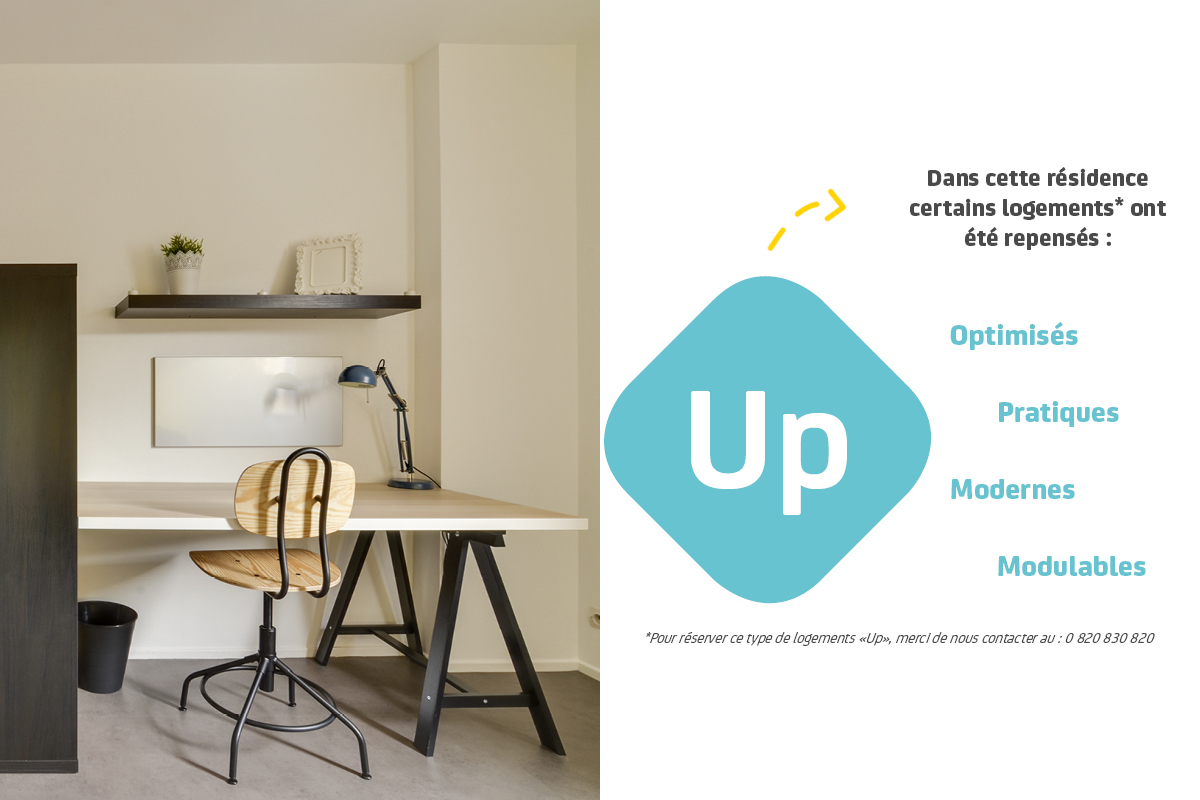 Dans cette résidence
certains logements* ont
été repensés :
Up
Optimisés
Pratiques
Modernes
Modulables
*Pour réserver ce type de logements «Up», merci de nous contacter au : 0 820 830 820